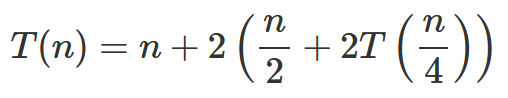 T(n) = n + 2 ( n/2 + 2T ( n/4 ) )